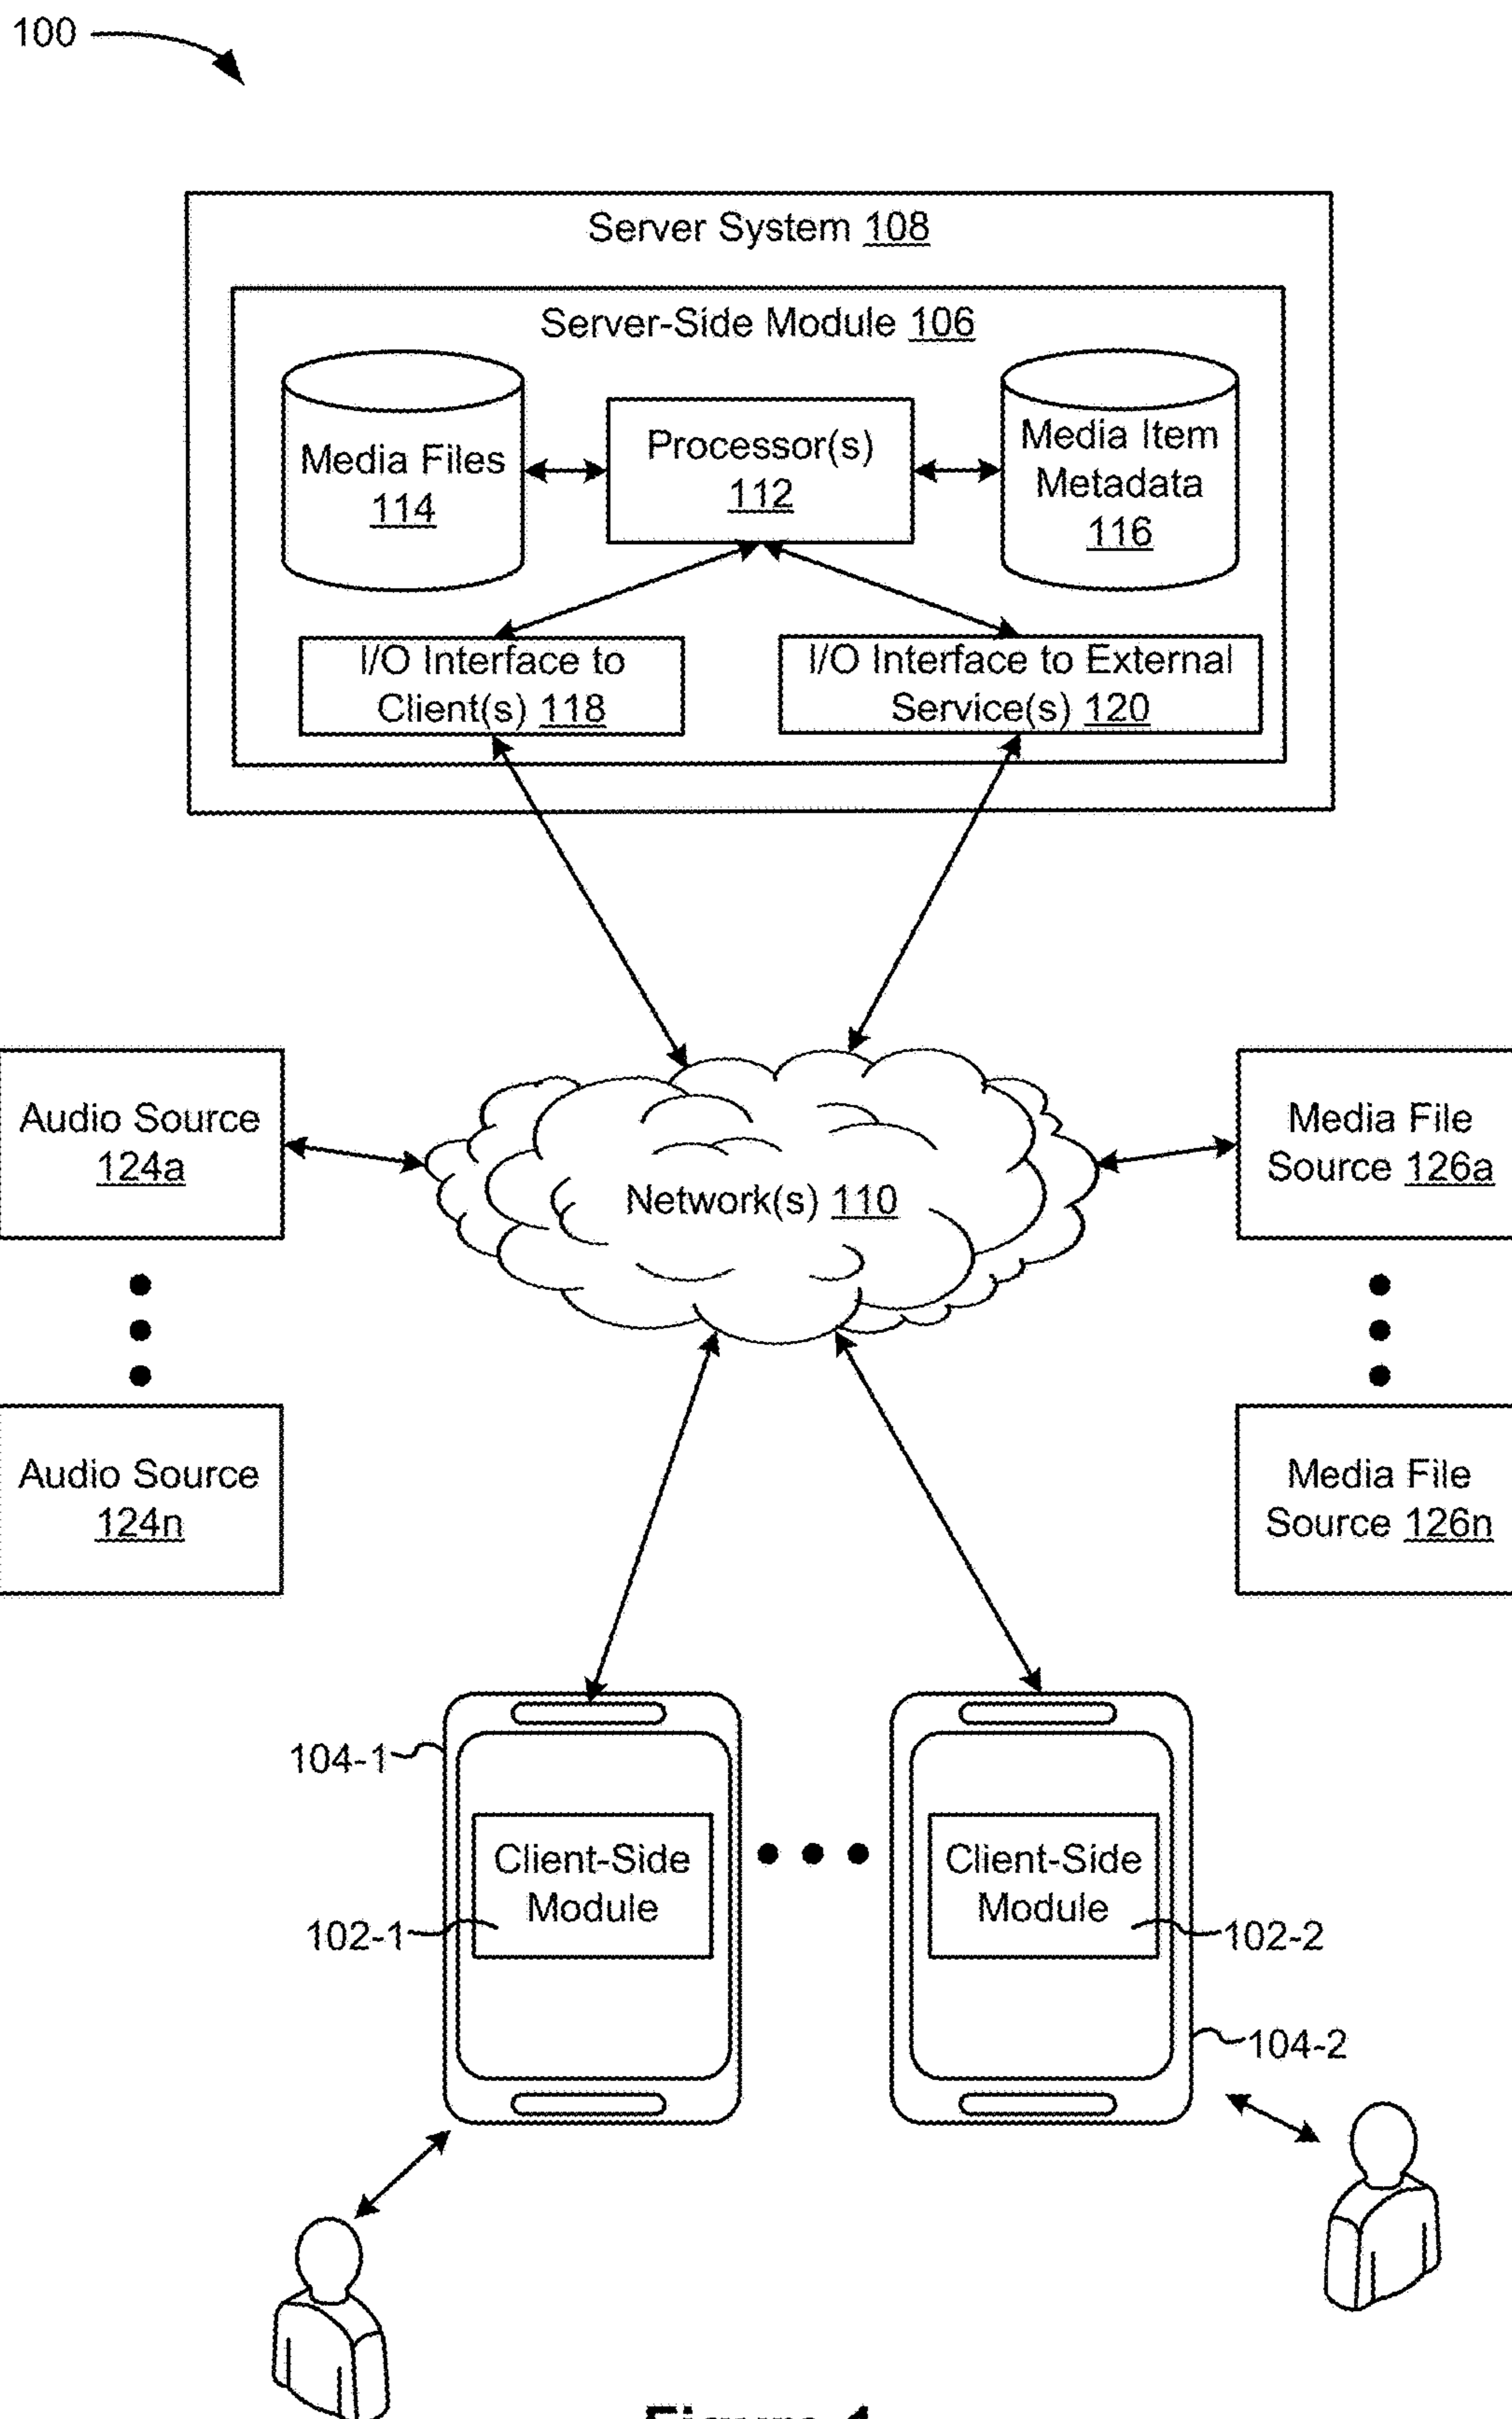 100
Server System 108
Server-Side Module 106
Media Files
114
Processor(s)
112
Media Item
Metadata
116
I/O Interface to
Client(s) 118
I/O Interface to External
Service(s) 120
Audio Source
124a
Network(s) 110
Media File
Source 126a
Audio Source
124n
Media File
Source 126n
104-1
Client-Side
Module
102-1
Client-Side
Module
102-2
104-2